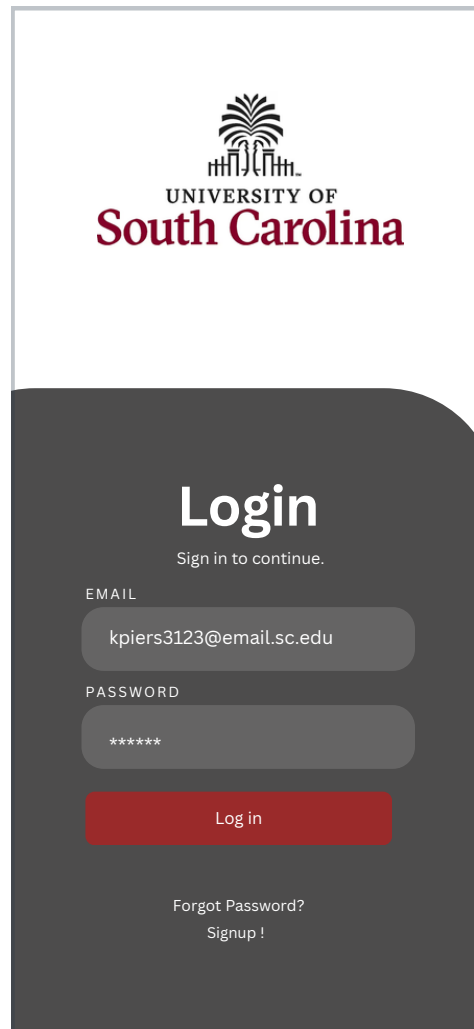 UNIVERSITY OF
South Carolina
Login
Sign in to continue.
EMAIL
kpiers3123@email.sc.edu
PASSWORD
******
Log in
Forgot Password?
Signup !